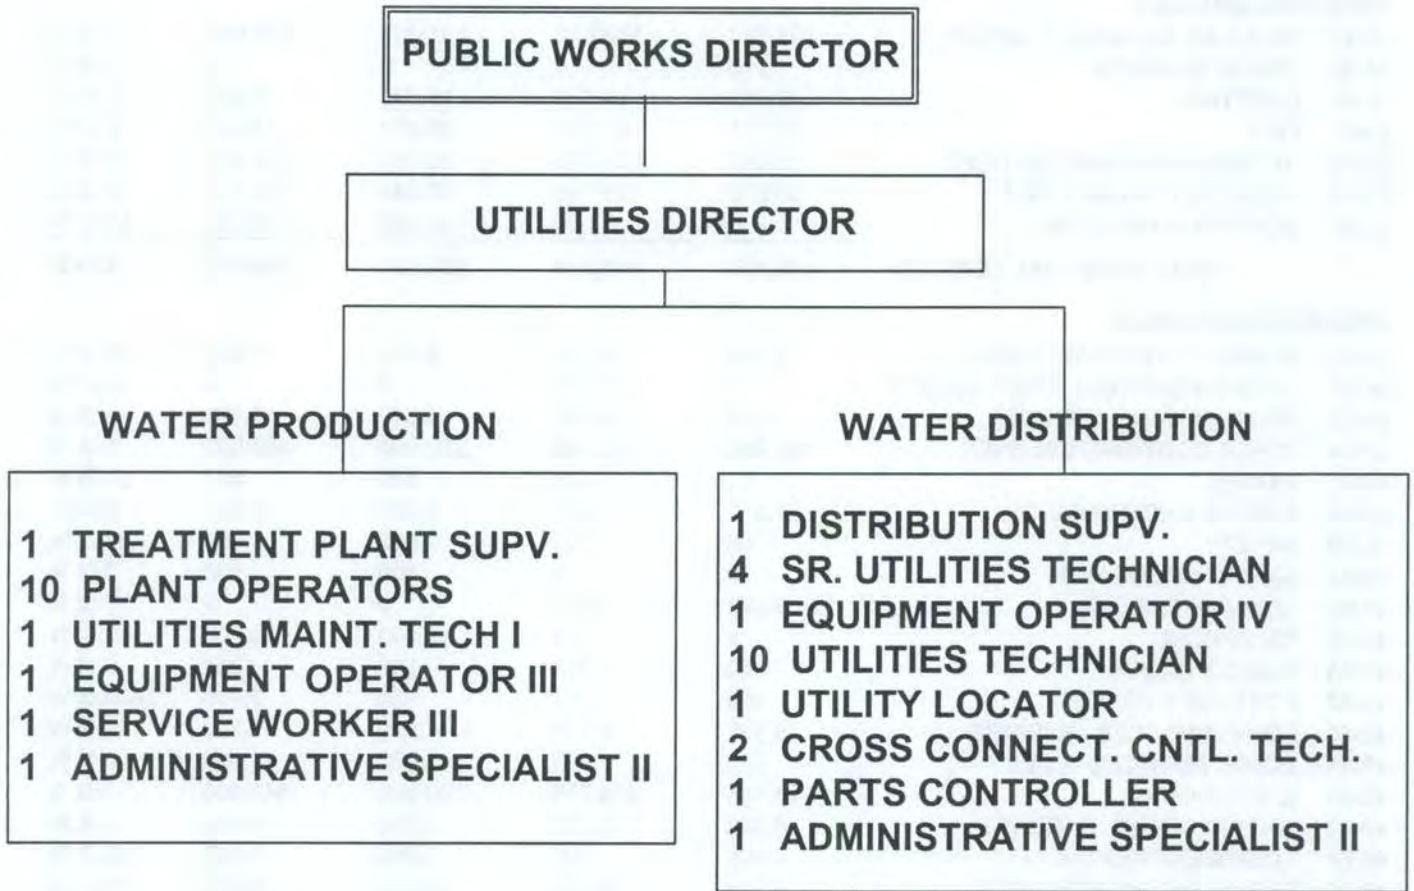 PUBLIC WORKS DIRECTOR
UTILITIES DIRECTOR
WATER PRODUCTION
1 TREATMENT PLANT SUPV.
10 PLANT OPERATORS
1 UTILITIES MAINT. TECH I
1 EQUIPMENT OPERATOR III
1 SERVICE WORKER III
1 ADMINISTRATIVE SPECIALIST II
WATER DISTRIBUTION
1 DISTRIBUTION SUPV.
4 SR. UTILITIES TECHNICIAN
1 EQUIPMENT OPERATOR IV
10 UTILITIES TECHNICIAN
1 UTILITY LOCATOR
2 CROSS CONNECT. CNTL. TECH.
1 PARTS CONTROLLER
1 ADMINISTRATIVE SPECIALIST II